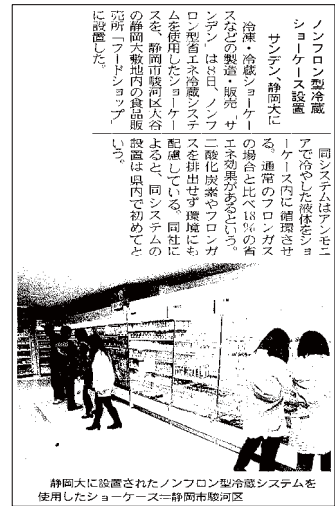 ノンフロン型冷蔵
ショーケース設置
サンデン、静岡大に
冷凍・冷蔵ショーケー
スなどの製造・販売「サ
ンデン」は8日、ノンフ
ロン型省エネ冷蔵システ
ムを使用したショーケー
スを、静岡市駿河区大谷
の静岡大敷地内の食品販
売所「フードショップ」
に設置した。
同システムはアンモニ
アで冷やした液体をショ
ーケース内に循環させ
る。通常のフロンガス
の場合と比べ18％の省
エネ効果があるという。
二酸化炭素やフロンガ
スを排出せず環境にも
配慮している。同社に
よると、同システムの
設置は県内で初めてと
いう。
静岡大に設置されたノンフロン型冷蔵システムを
使用したショーケース＝静岡市駿河区